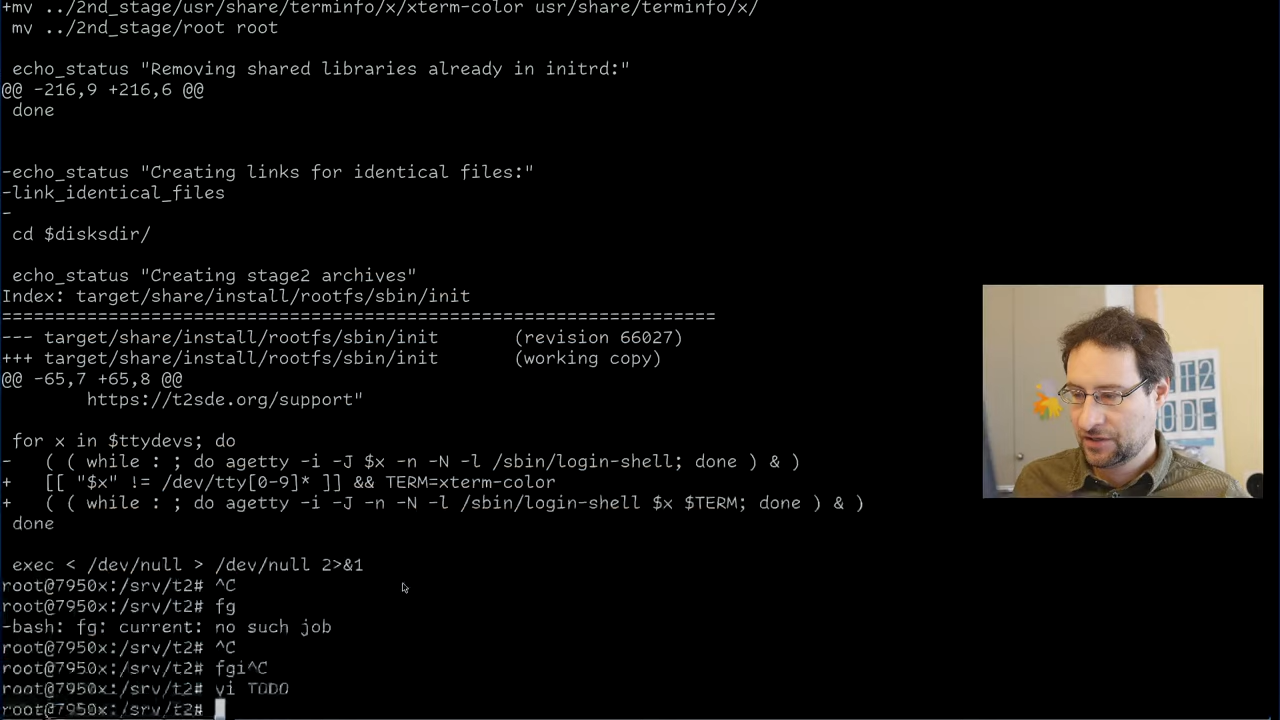 +mv ../2nd_stage/usr/share/terminfo/x/xterm-color usr/share/terminfo/x/
 mv ../2nd_stage/root root

 echo_status "Removing shared libraries already in initrd:"
@@ -216,9 +216,6 @@
 done


-echo_status "Creating links for identical files:"
-link_identical_files
-
 cd $disksdir/

 echo_status "Creating stage2 archives"
Index: target/share/install/rootfs/sbin/init
===================================================================
--- target/share/install/rootfs/sbin/init	(revision 66027)
+++ target/share/install/rootfs/sbin/init	(working copy)
@@ -65,7 +65,8 @@
        https://t2sde.org/support"

 for x in $ttydevs; do
-   ( ( while : ; do agetty -i -J $x -n -N -l /sbin/login-shell; done ) & )
+   [[ "$x" != /dev/tty[0-9]* ]] && TERM=xterm-color
+   ( ( while : ; do agetty -i -J -n -N -l /sbin/login-shell $x $TERM; done ) & )
 done

 exec < /dev/null > /dev/null 2>&1
root@7950x:/srv/t2# ^C
root@7950x:/srv/t2# fg
-bash: fg: current: no such job
root@7950x:/srv/t2# ^C
root@7950x:/srv/t2# fgi^C
root@7950x:/srv/t2# vi TODO
root@7950x:/srv/t2#
T2
ODE